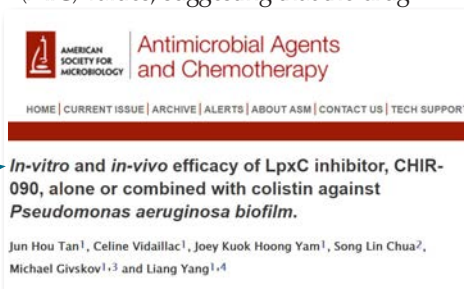 AMERICAN
SOCIETY FOR
MICROBIOLOGY
Antimicrobial Agents
and Chemotherapy
HOME | CURRENT ISSUE | ARCHIVE | ALERTS | ABOUT ASM | CONTACT US | TECH SUPPORT
In-vitro and in-vivo efficacy of LpxC inhibitor, CHIR-
090, alone or combined with colistin against
Pseudomonas aeruginosa biofilm.
Jun Hou Tan1, Celine Vidaillac1, Joey Kuok Hoong Yam1, Song Lin Chua2,
Michael Givskov1,3 and Liang Yang1,4